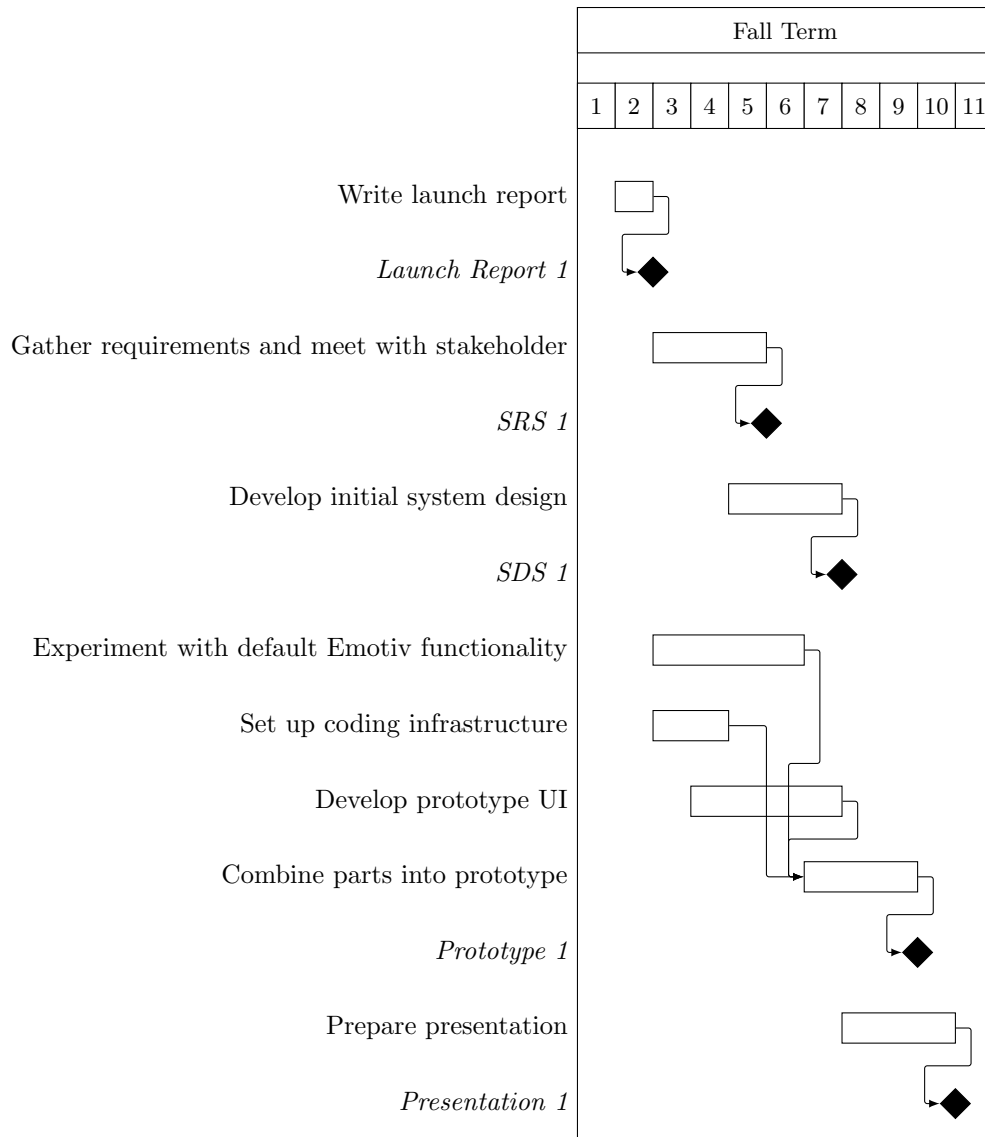 Fall Term
1 2 3 4 5 6 7 8 9 10 11
Write launch report
Launch Report 1
Gather requirements and meet with stakeholder
SRS 1
Develop initial system design
SDS 1
Experiment with default Emotiv functionality
Set up coding infrastructure
Develop prototype UI
Combine parts into prototype
Prototype 1
Prepare presentation
Presentation 1